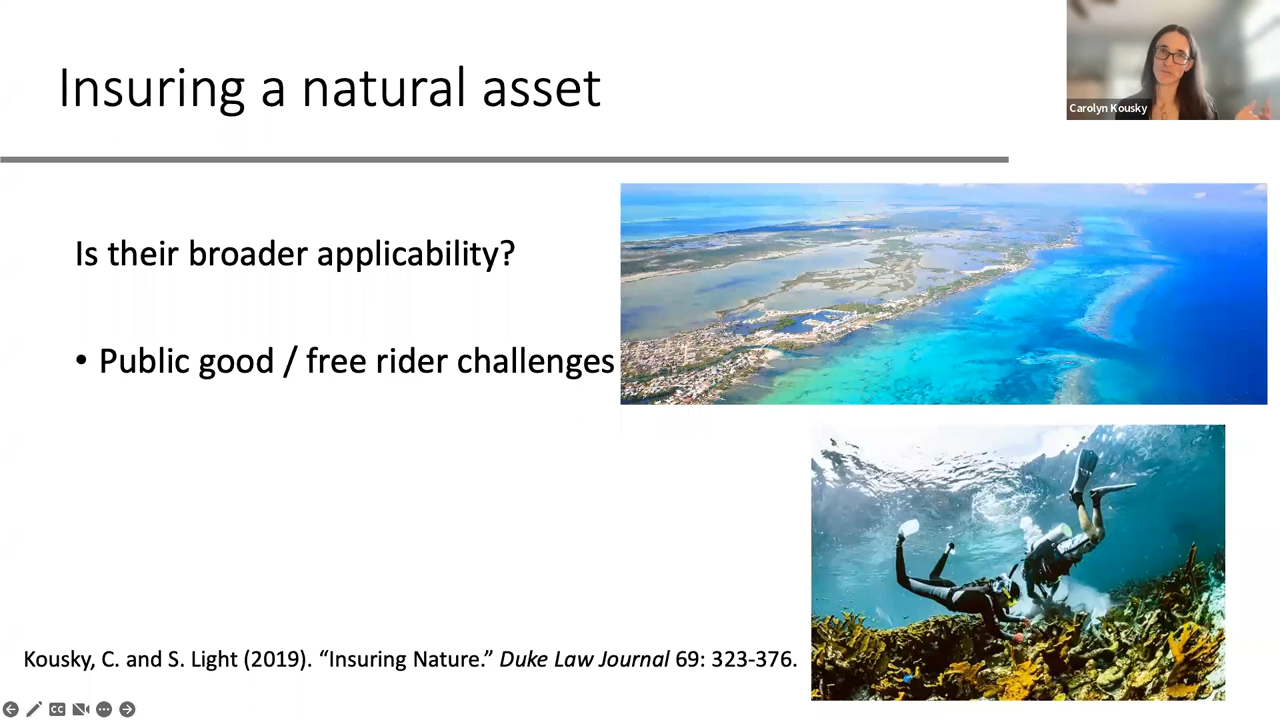 Insuring a natural asset
Carolyn Kousky
Is their broader applicability?
• Public good / free rider challenges
Kousky, C. and S. Light (2019). “Insuring Nature.” Duke Law Journal 69: 323-376.
CC